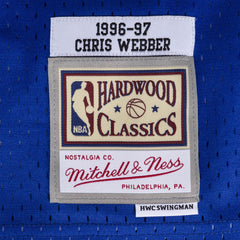 1996-97
CHRIS WEBBER
HARDWOOD
NBA
CLASSICS
NOSTALGIA CO.
Mitchell & Ness
PHILADELPHIA, PA.
HWC SWINGMAN